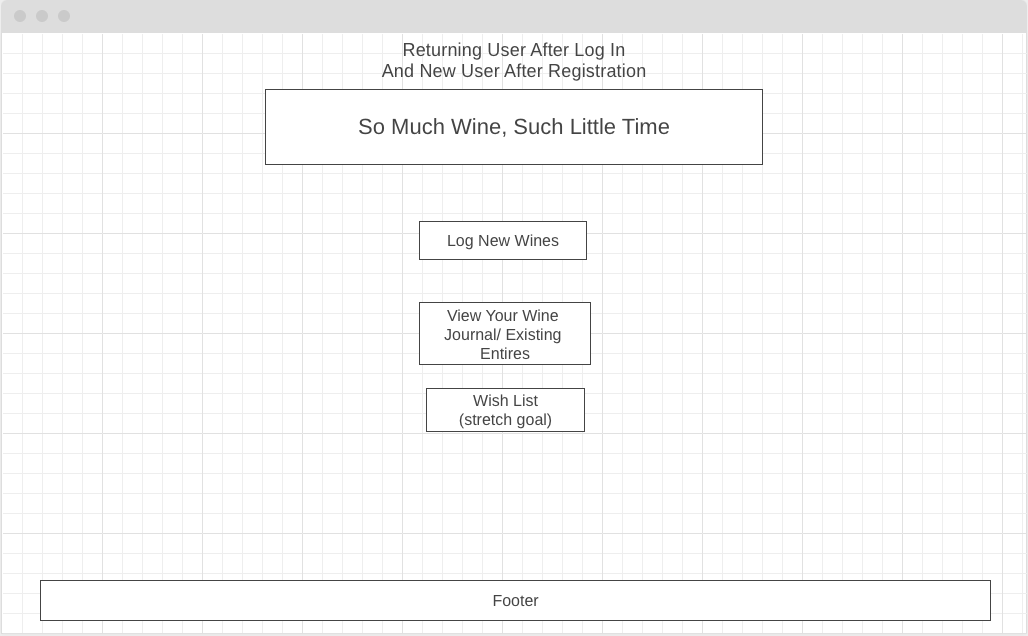 Returning User After Log In
And New User After Registration
So Much Wine, Such Little Time
Log New Wines
View Your Wine
Journal/ Existing
Entires
Wish List
(stretch goal)
Footer